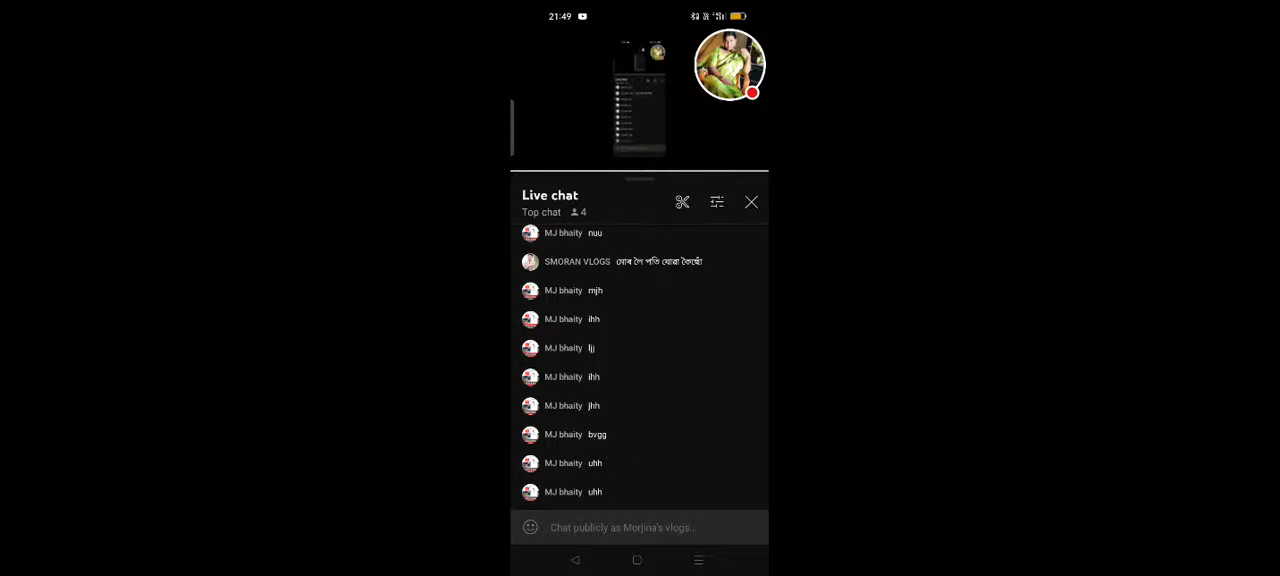 21:49
Live chat
Top chat 4
MJ bhaity nuu
SMORAN VLOGS মোৰ লৈ পতি যোৱা কৈছোঁ
MJ bhaity mjh
MJ bhaity ihh
MJ bhaity ljj
MJ bhaity ihh
MJ bhaity jhh
MJ bhaity bvgg
MJ bhaity uhh
MJ bhaity uhh
Chat publicly as Morjina's vlogs...